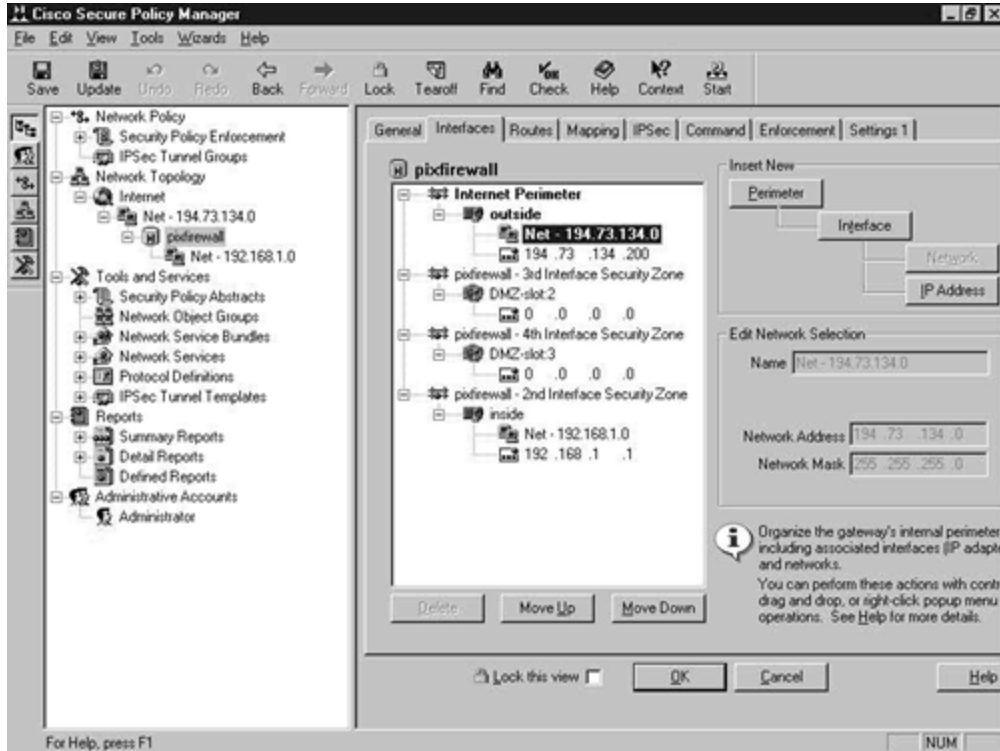 Cisco Secure Policy Manager
File Edit View Tools Wizards Help
Save Update Undo Redo Back Forward Lock Tearoff Find Check Help Context Start
Network Policy
Security Policy Enforcement
IPSec Tunnel Groups
Network Topology
Internet
Net - 194.73.134.0
pixfirewall
Net - 192.168.1.0
Tools and Services
Security Policy Abstracts
Network Object Groups
Network Service Bundles
Network Services
Protocol Definitions
IPSec Tunnel Templates
Reports
Summary Reports
Detail Reports
Defined Reports
Administrative Accounts
Administrator
General Interfaces Routes Mapping IPSec Command Enforcement Settings 1
pixfirewall
Internet Perimeter
outside
Net - 194.73.134.0
194 .73 .134 .200
pixfirewall - 3rd Interface Security Zone
DMZ-slot:2
0 .0 .0 .0
pixfirewall - 4th Interface Security Zone
DMZ-slot:3
0 .0 .0 .0
pixfirewall - 2nd Interface Security Zone
inside
Net - 192.168.1.0
192 .168 .1 .1
Delete Move Up Move Down
Insert New
Perimeter
Interface
Network
IP Address
Edit Network Selection
Name Net - 194.73.134.0
Network Address 194 .73 .134 .0
Network Mask 255 .255 .255 .0
Organize the gateway's internal perimeter
including associated interfaces (IP adapte
and networks.
You can perform these actions with contr
drag and drop, or right-click popup menu
operations. See Help for more details.
Lock this view OK Cancel Help
For Help, press F1 NUM